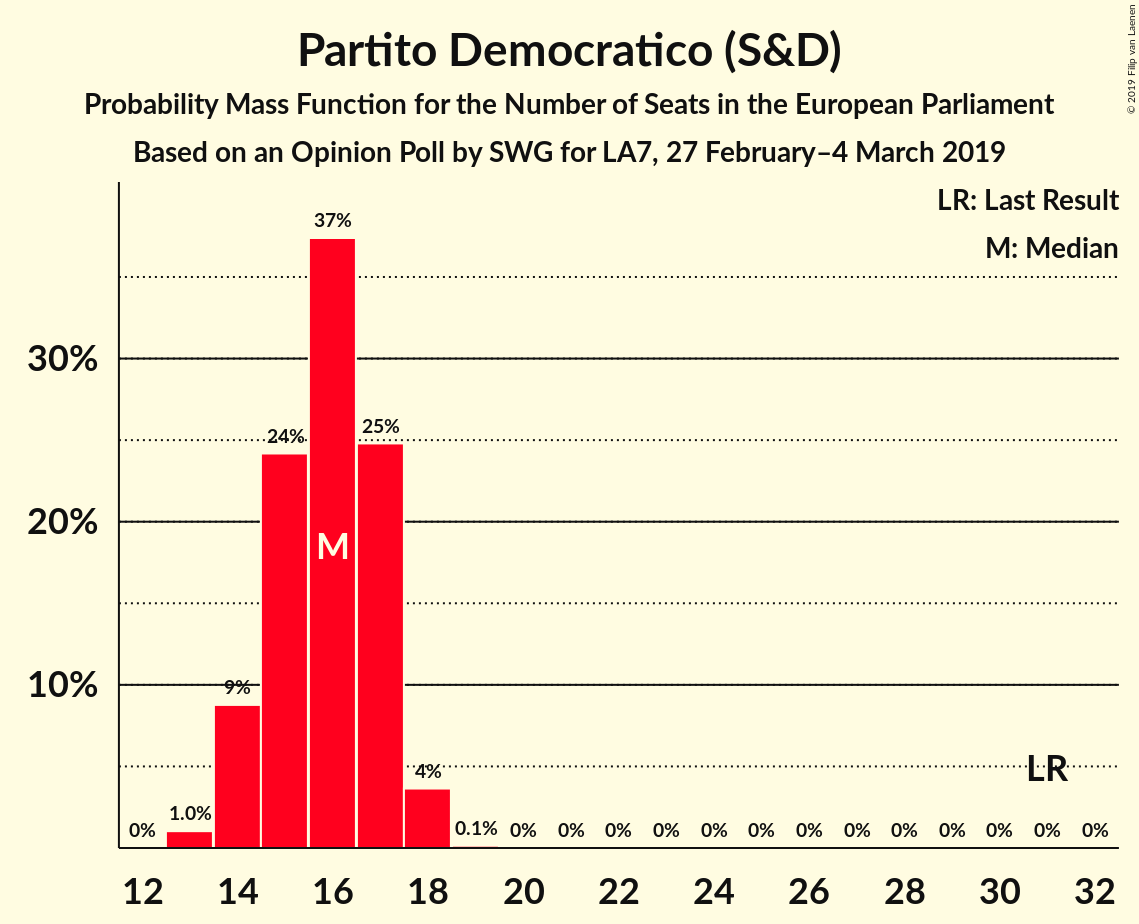 Partito Democratico (S&D)
Probability Mass Function for the Number of Seats in the European Parliament
Based on an Opinion Poll by SWG for LA7, 27 February–4 March 2019
© 2019 Filip van Laenen
LR: Last Result
M: Median
37%
30%
25%
24%
20%
M
10%
9%
LR
4%
1.0%
0% 0.1% 0% 0% 0% 0% 0% 0% 0% 0% 0% 0% 0% 0% 0%
12 14 16 18 20 22 24 26 28 30 32